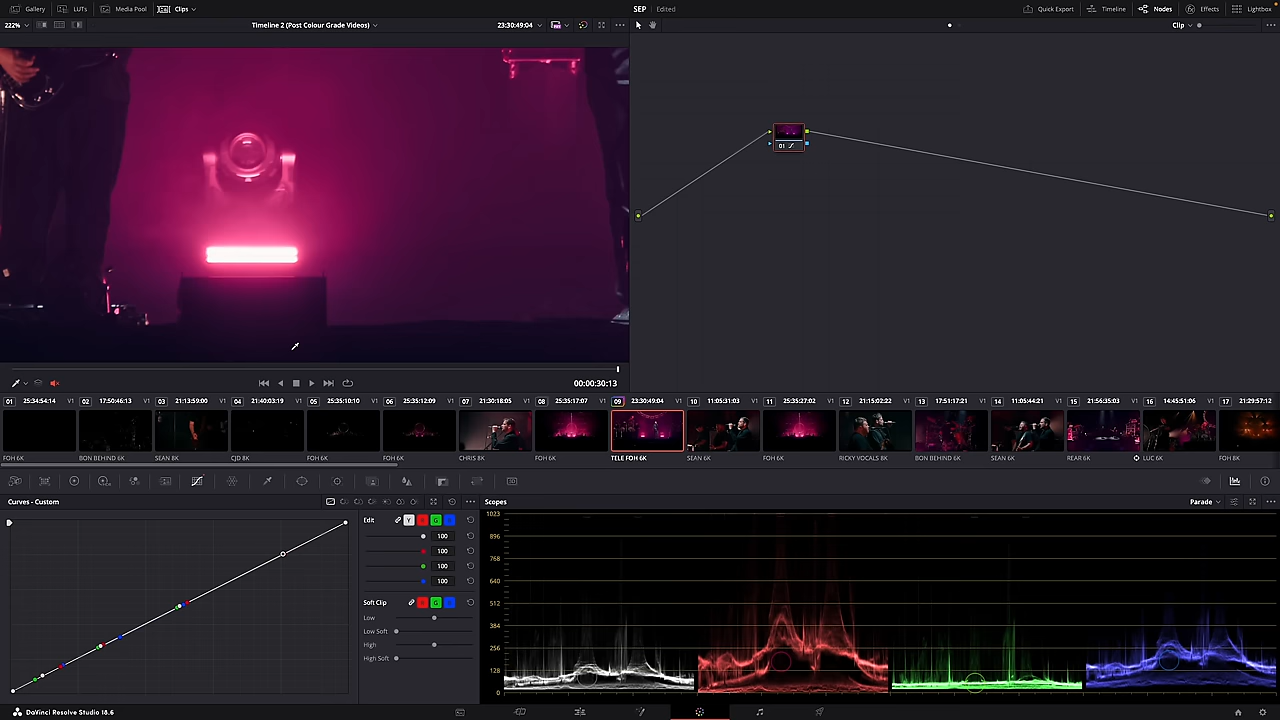 Gallery LUTs Media Pool Clips SEP Edited Quick Export Timeline Nodes Effects Lightbox
222% Timeline 2 (Post Colour Grade Videos) 23:30:49:04 Clip
01
00:00:30:13
01 25:34:54:14 V1 02 17:50:46:13 V1 03 21:13:59:00 V1 04 21:40:03:19 V1 05 25:35:10:10 V1 06 25:35:12:09 V1 07 21:30:18:05 V1 08 25:35:17:07 V1 09 23:30:49:04 V1 10 11:05:31:03 V1 11 25:35:27:02 V1 12 21:15:02:22 V1 13 17:51:17:21 V1 14 11:05:44:21 V1 15 21:56:35:03 V1 16 14:45:51:06 V1 17 21:29:57:12
FOH 6K BON BEHIND 6K SEAN 8K CJD 8K FOH 6K FOH 6K CHRIS 8K FOH 6K TELE FOH 6K SEAN 6K FOH 6K RICKY VOCALS 8K BON BEHIND 6K SEAN 6K REAR 6K LUC 6K FOH 8K
Curves - Custom Scopes Parade
Edit Y
100
100
100
100
Soft Clip
Low
Low Soft
High
High Soft
1023
896
768
640
512
384
256
128
0
DaVinci Resolve Studio 18.6